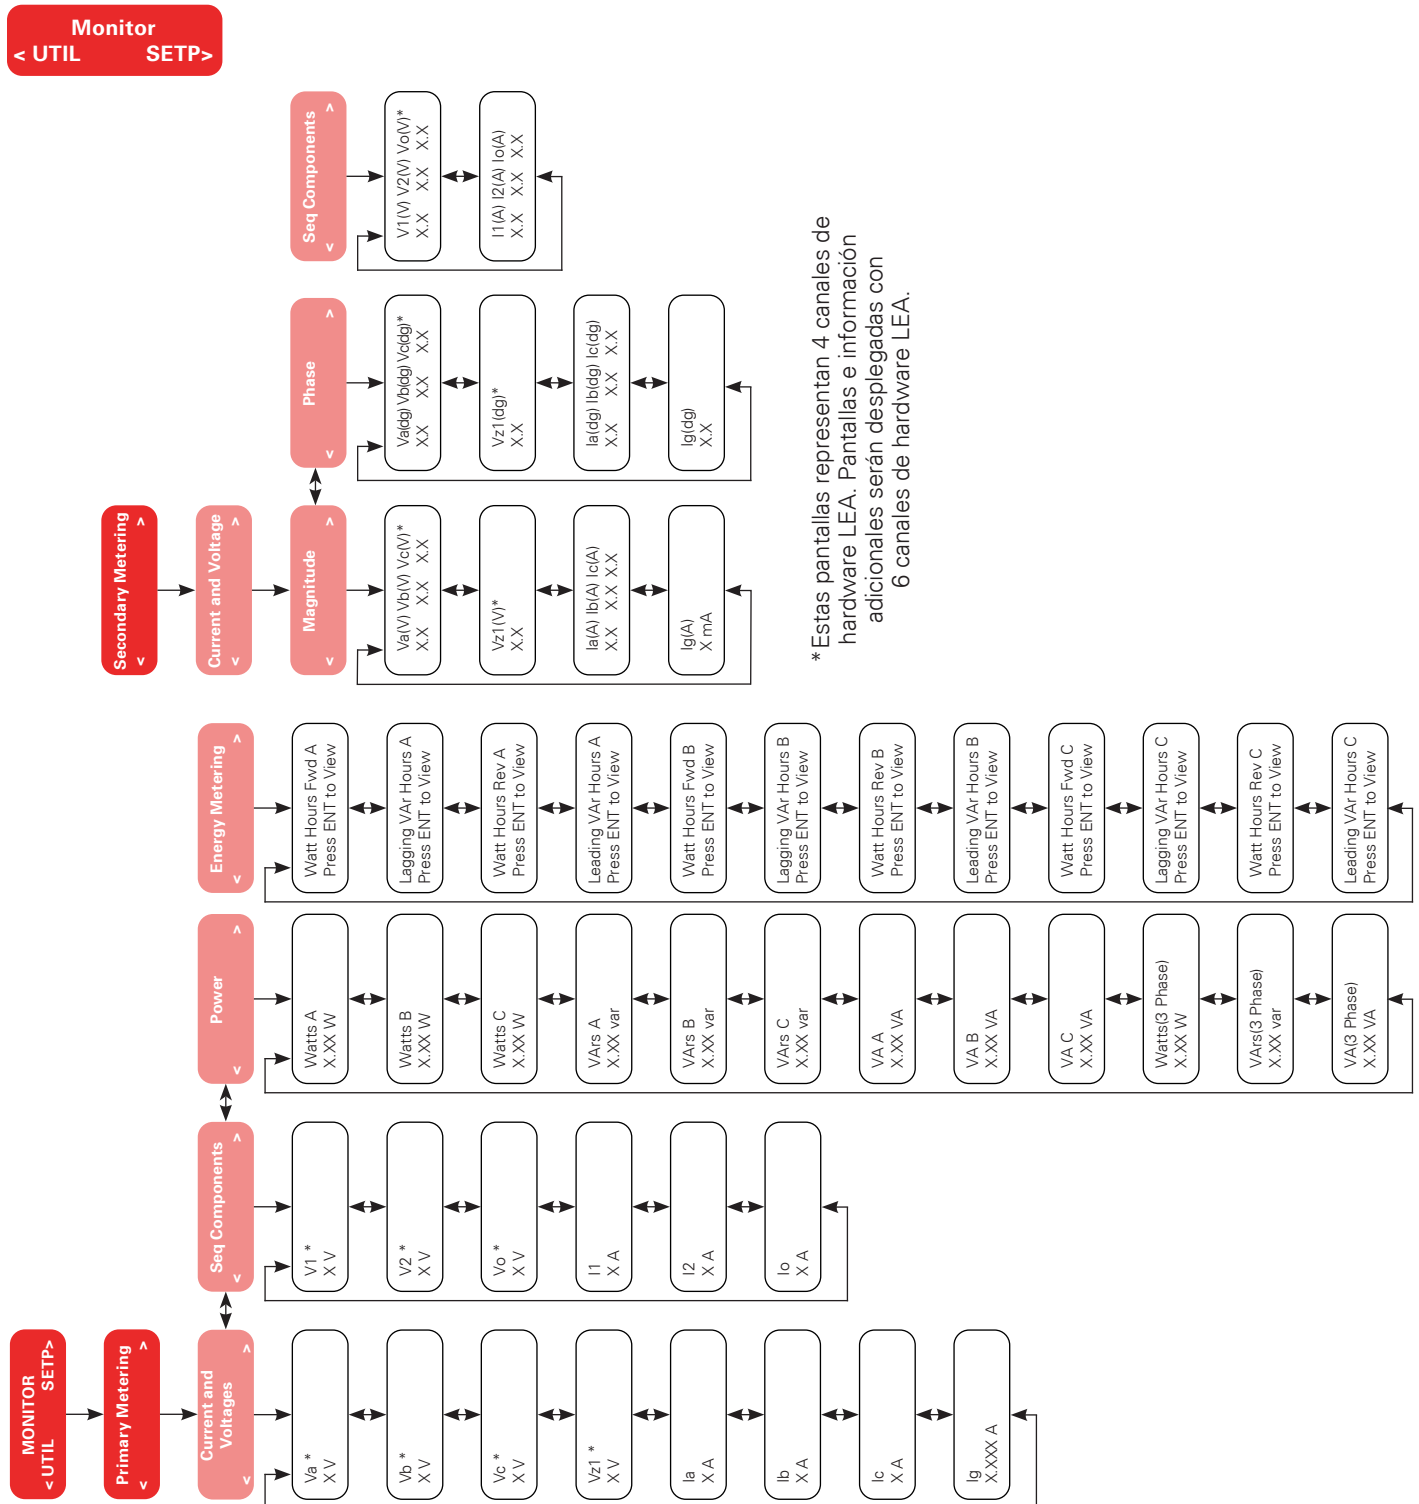 Monitor
< UTIL SETP>
MONITOR
< UTIL SETP>
Primary Metering
< >
Current and
Voltages
< >
Va *
X V
Vb *
X V
Vc *
X V
Vz1 *
X V
Ia
X A
Ib
X A
Ic
X A
Ig
X.XXX A
Seq Components
< >
V1 *
X V
V2 *
X V
Vo *
X V
I1
X A
I2
X A
Io
X A
Power
< >
Watts A
X.XX W
Watts B
X.XX W
Watts C
X.XX W
VArs A
X.XX var
VArs B
X.XX var
VArs C
X.XX var
VA A
X.XX VA
VA B
X.XX VA
VA C
X.XX VA
Watts(3 Phase)
X.XX W
VArs(3 Phase)
X.XX var
VA(3 Phase)
X.XX VA
Energy Metering
< >
Watt Hours Fwd A
Press ENT to View
Lagging VAr Hours A
Press ENT to View
Watt Hours Rev A
Press ENT to View
Leading VAr Hours A
Press ENT to View
Watt Hours Fwd B
Press ENT to View
Lagging VAr Hours B
Press ENT to View
Watt Hours Rev B
Press ENT to View
Leading VAr Hours B
Press ENT to View
Watt Hours Fwd C
Press ENT to View
Lagging VAr Hours C
Press ENT to View
Watt Hours Rev C
Press ENT to View
Leading VAr Hours C
Press ENT to View
Secondary Metering
< >
Current and Voltage
< >
Magnitude
< >
Va(V) Vb(V) Vc(V)*
X.X X.X X.X
Vz1(V)*
X.X
Ia(A) Ib(A) Ic(A)
X.X X.X X.X
Ig(A)
X mA
Phase
< >
Va(dg) Vb(dg) Vc(dg)*
X.X X.X X.X
Vz1(dg)*
X.X
Ia(dg) Ib(dg) Ic(dg)
X.X X.X X.X
Ig(dg)
X.X
Seq Components
< >
V1(V) V2(V) Vo(V)*
X.X X.X X.X
I1(A) I2(A) Io(A)
X.X X.X X.X
*Estas pantallas representan 4 canales de
hardware LEA. Pantallas e información
adicionales serán desplegadas con
6 canales de hardware LEA.